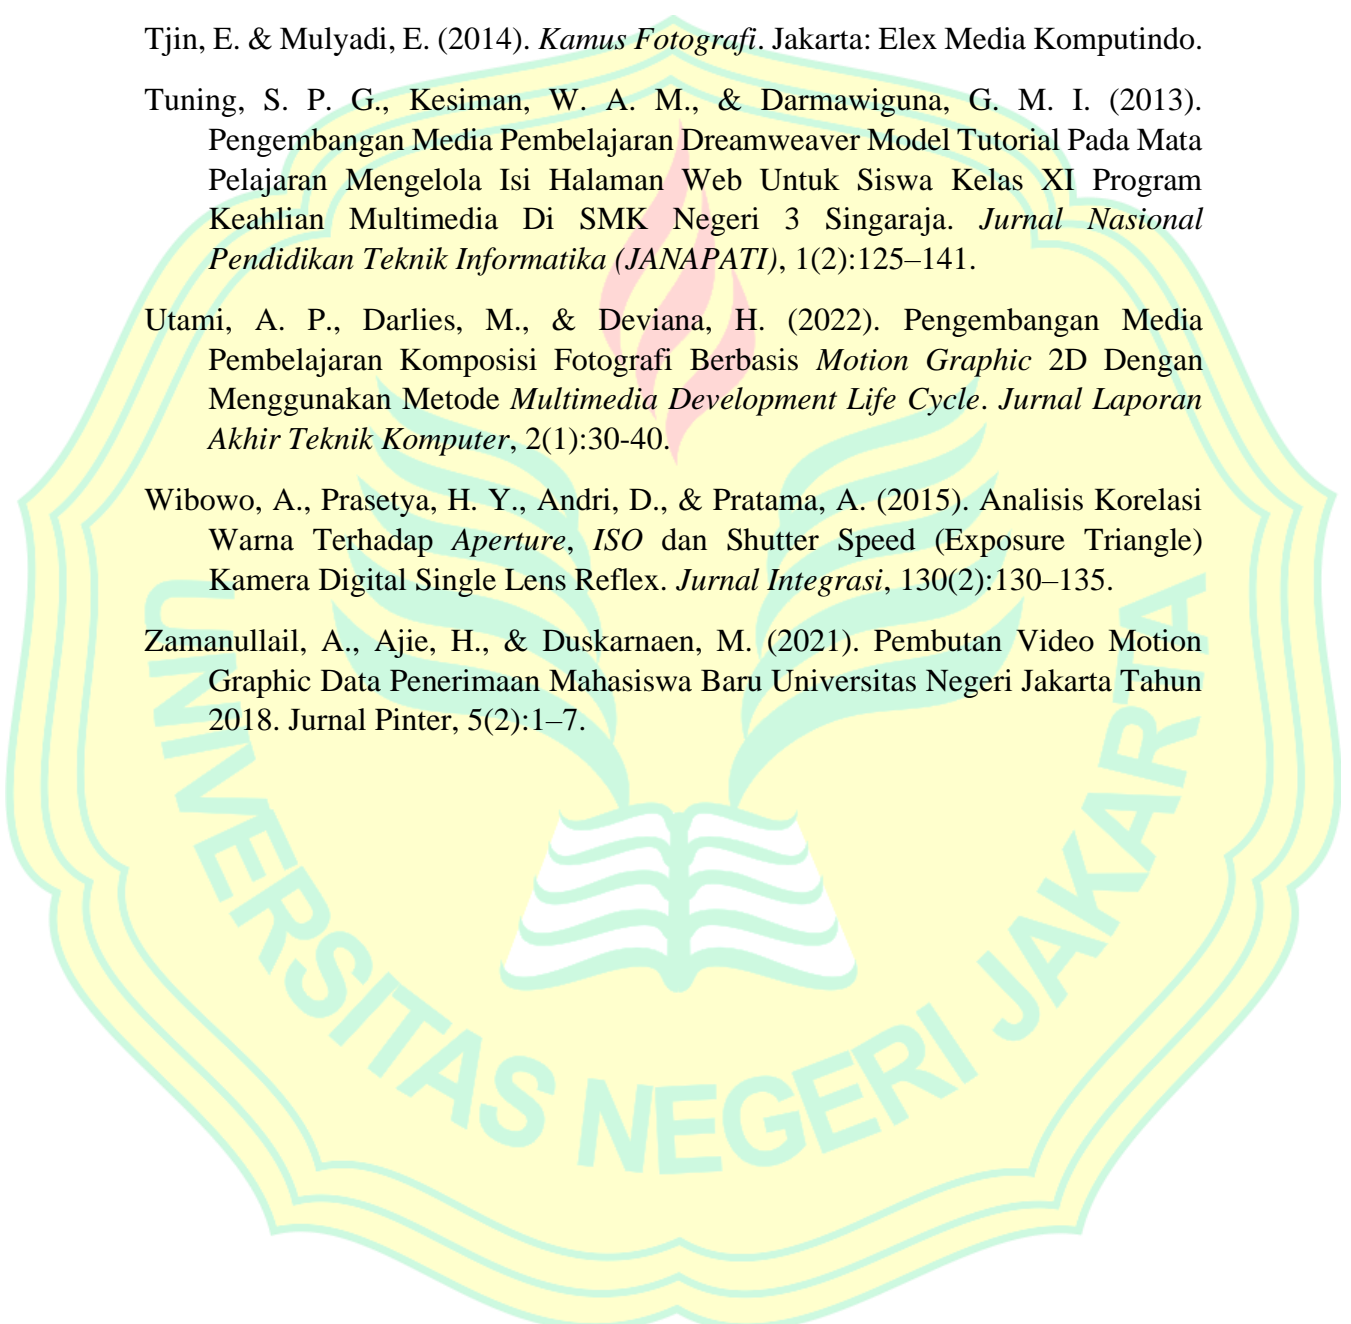 Tjin, E. & Mulyadi, E. (2014). Kamus Fotografi. Jakarta: Elex Media Komputindo.
Tuning, S. P. G., Kesiman, W. A. M., & Darmawiguna, G. M. I. (2013).
Pengembangan Media Pembelajaran Dreamweaver Model Tutorial Pada Mata
Pelajaran Mengelola Isi Halaman Web Untuk Siswa Kelas XI Program
Keahlian Multimedia Di SMK Negeri 3 Singaraja. Jurnal Nasional
Pendidikan Teknik Informatika (JANAPATI), 1(2):125–141.
Utami, A. P., Darlies, M., & Deviana, H. (2022). Pengembangan Media
Pembelajaran Komposisi Fotografi Berbasis Motion Graphic 2D Dengan
Menggunakan Metode Multimedia Development Life Cycle. Jurnal Laporan
Akhir Teknik Komputer, 2(1):30-40.
Wibowo, A., Prasetya, H. Y., Andri, D., & Pratama, A. (2015). Analisis Korelasi
Warna Terhadap Aperture, ISO dan Shutter Speed (Exposure Triangle)
Kamera Digital Single Lens Reflex. Jurnal Integrasi, 130(2):130–135.
Zamanullail, A., Ajie, H., & Duskarnaen, M. (2021). Pembutan Video Motion
Graphic Data Penerimaan Mahasiswa Baru Universitas Negeri Jakarta Tahun
2018. Jurnal Pinter, 5(2):1–7.
UNIVERSITAS NEGERI JAKARTA